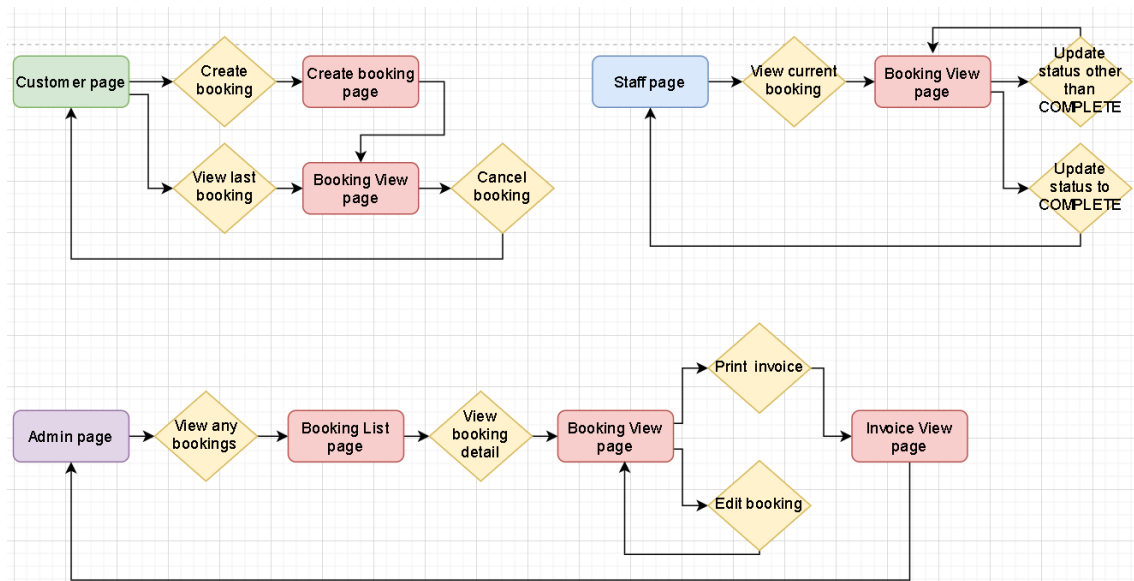 Customer page
Create
booking
Create booking
page
View last
booking
Booking View
page
Cancel
booking
Staff page
View current
booking
Booking View
page
Update
status other
than
COMPLETE
Update
status to
COMPLETE
Admin page
View any
bookings
Booking List
page
View
booking
detail
Booking View
page
Print invoice
Edit booking
Invoice View
page